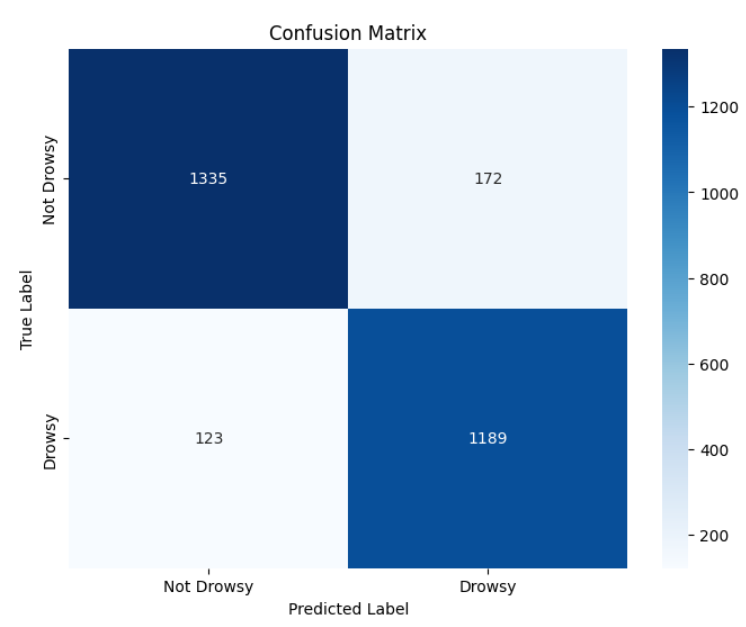 Confusion Matrix
Not Drowsy
1335
172
Drowsy
123
1189
True Label
Not Drowsy
Drowsy
Predicted Label
1200
1000
800
600
400
200